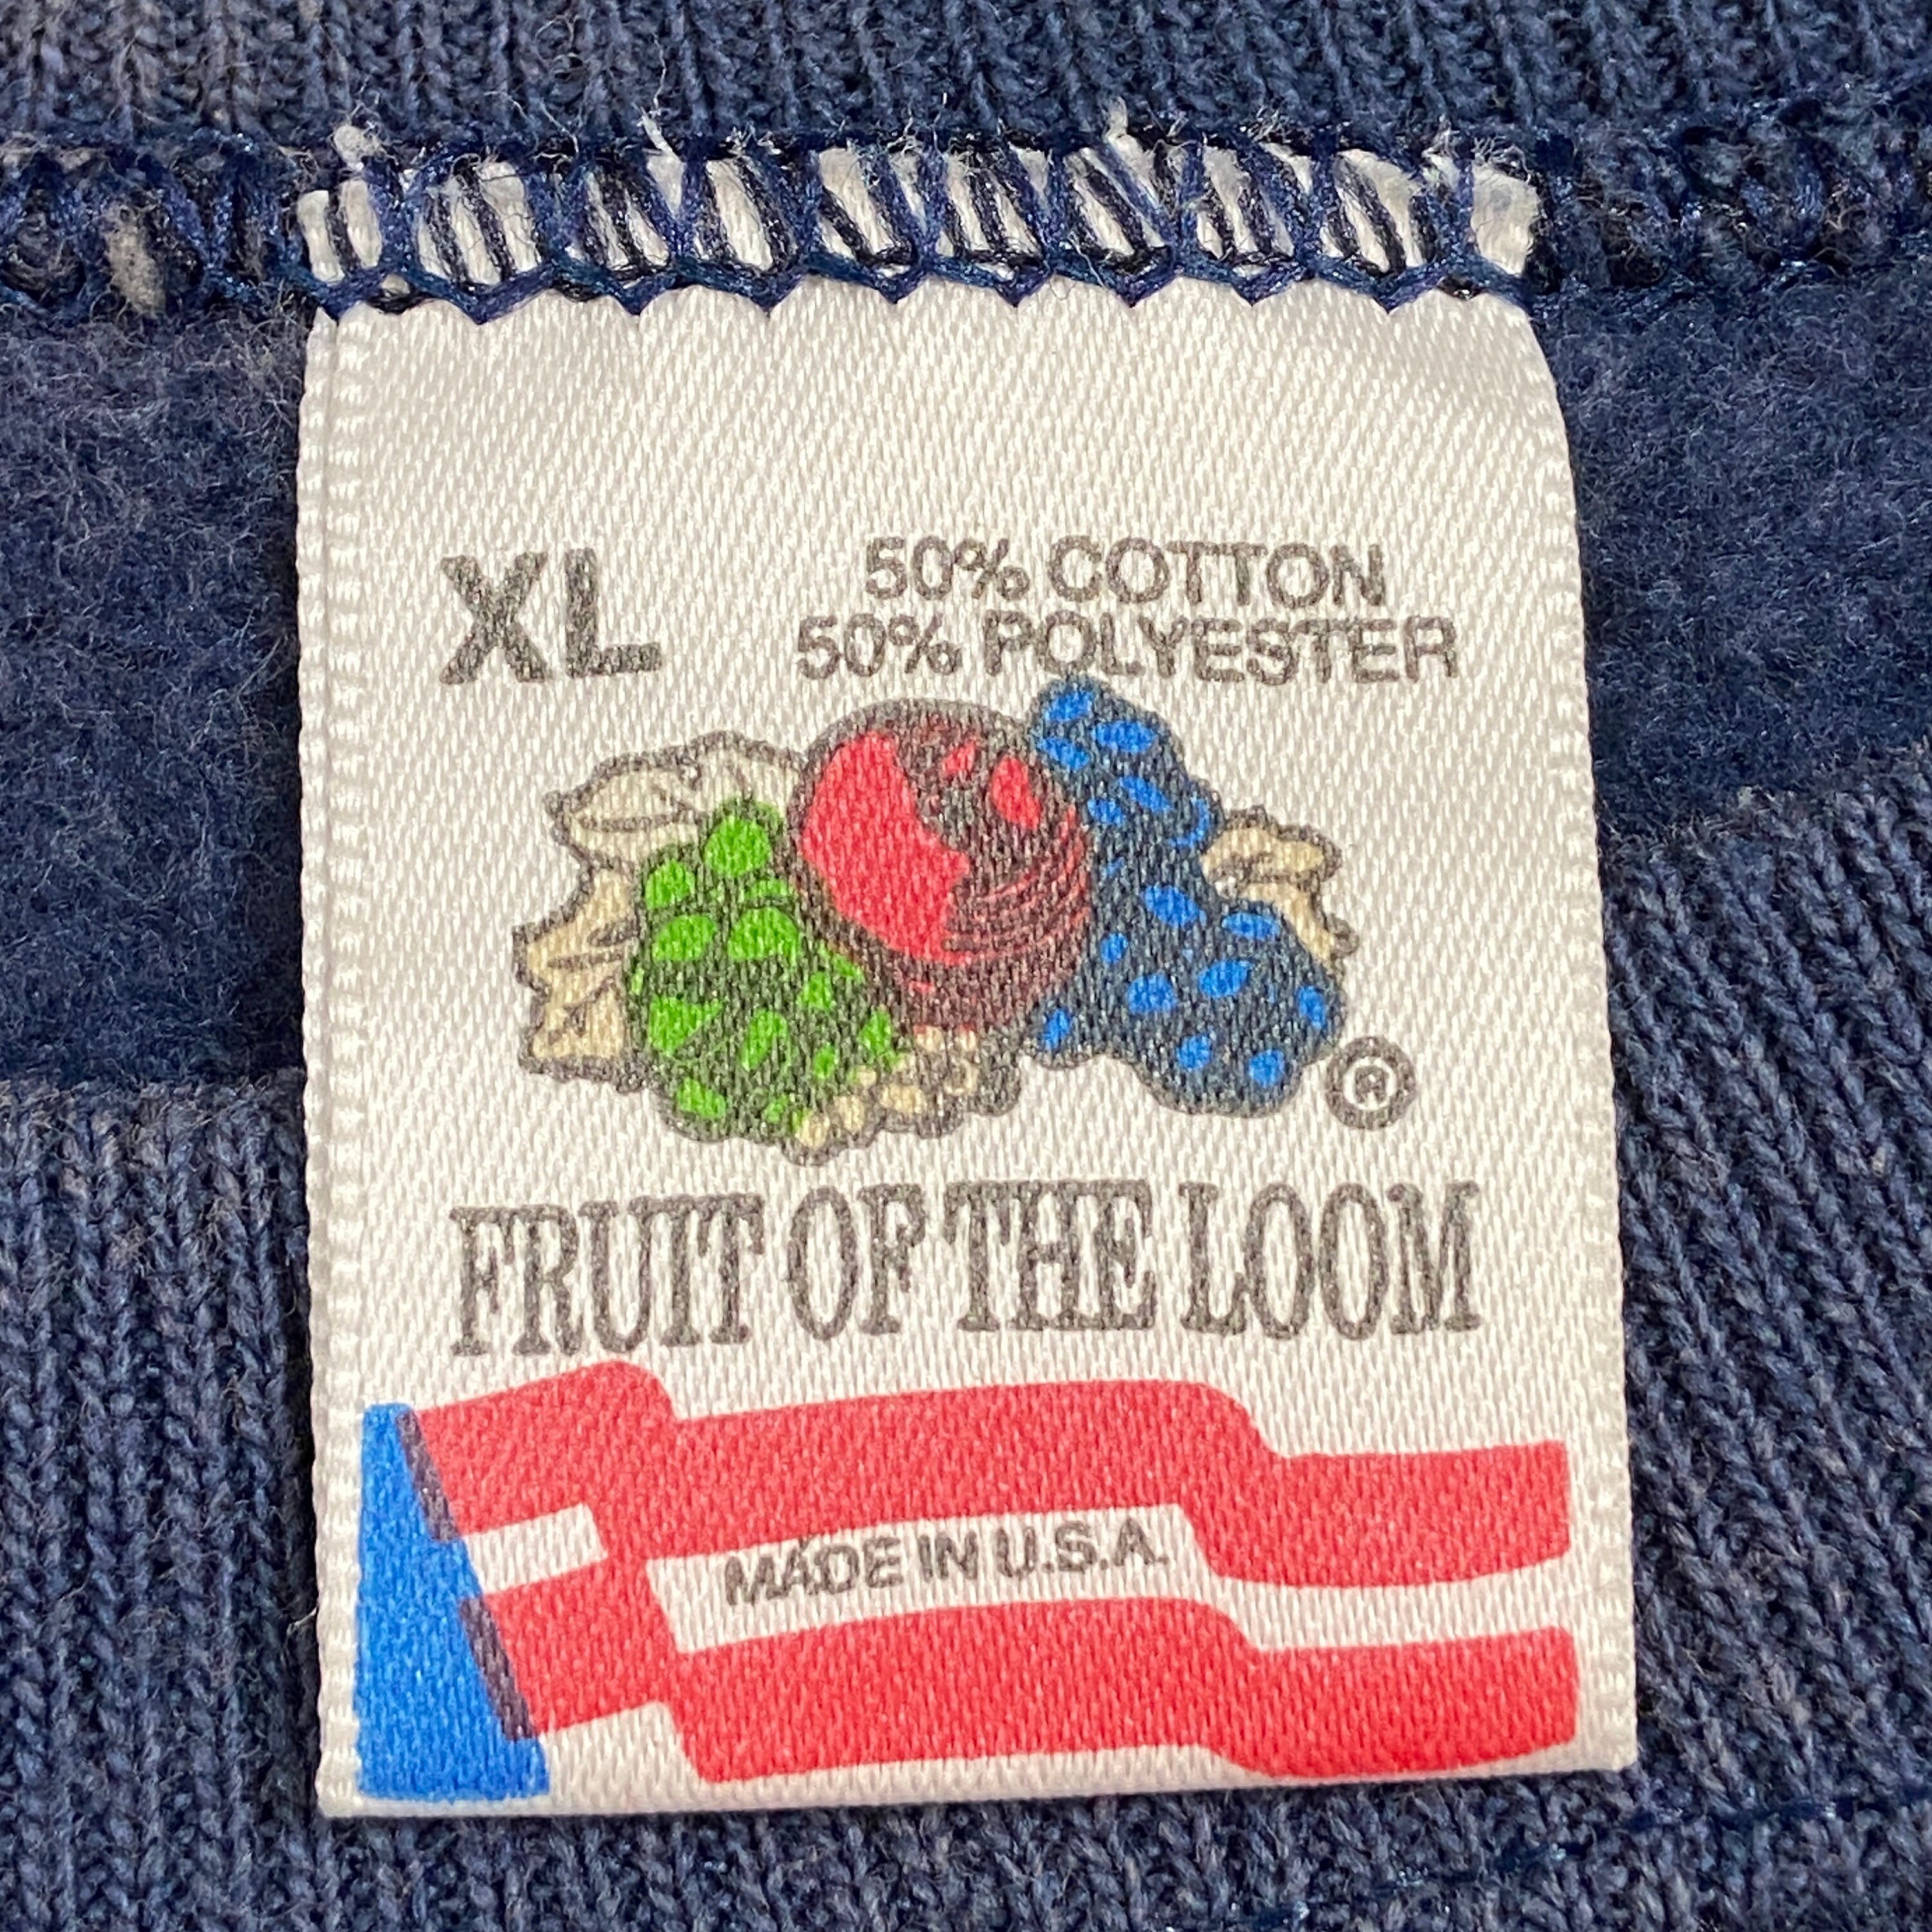 XL
50% COTTON
50% POLYESTER
®
FRUIT OF THE LOOM
MADE IN U.S.A.